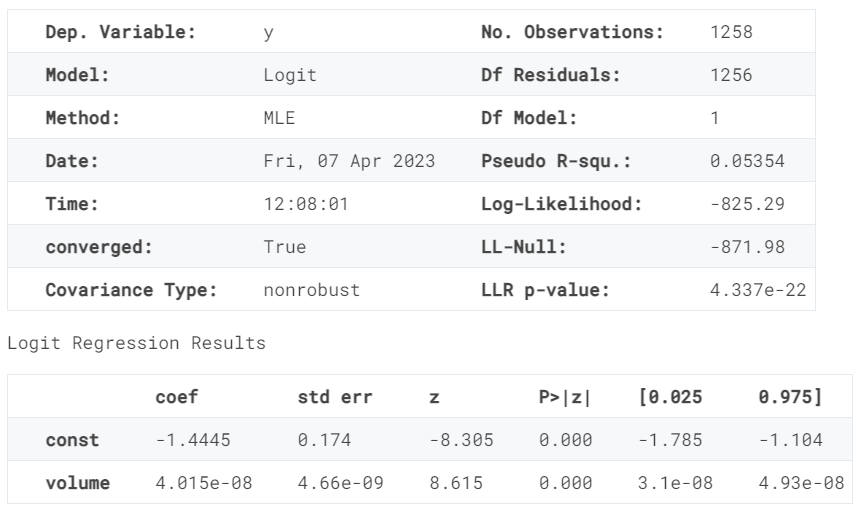 Dep. Variable: y No. Observations: 1258
Model: Logit Df Residuals: 1256
Method: MLE Df Model: 1
Date: Fri, 07 Apr 2023 Pseudo R-squ.: 0.05354
Time: 12:08:01 Log-Likelihood: -825.29
converged: True LL-Null: -871.98
Covariance Type: nonrobust LLR p-value: 4.337e-22
Logit Regression Results
coef std err z P>|z| [0.025 0.975]
const -1.4445 0.174 -8.305 0.000 -1.785 -1.104
volume 4.015e-08 4.66e-09 8.615 0.000 3.1e-08 4.93e-08